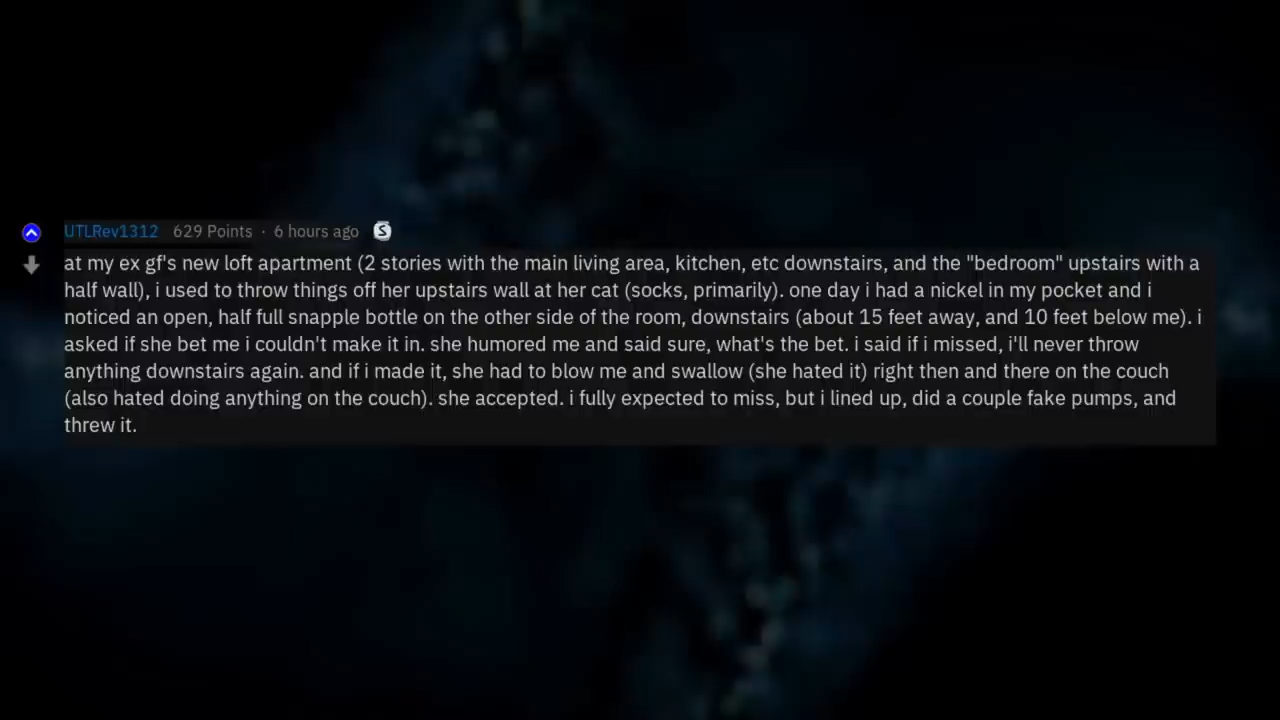 UTLRev1312 629 Points · 6 hours ago S
at my ex gf's new loft apartment (2 stories with the main living area, kitchen, etc downstairs, and the "bedroom" upstairs with a
half wall), i used to throw things off her upstairs wall at her cat (socks, primarily). one day i had a nickel in my pocket and i
noticed an open, half full snapple bottle on the other side of the room, downstairs (about 15 feet away, and 10 feet below me). i
asked if she bet me i couldn't make it in. she humored me and said sure, what's the bet. i said if i missed, i'll never throw
anything downstairs again. and if i made it, she had to blow me and swallow (she hated it) right then and there on the couch
(also hated doing anything on the couch). she accepted. i fully expected to miss, but i lined up, did a couple fake pumps, and
threw it.